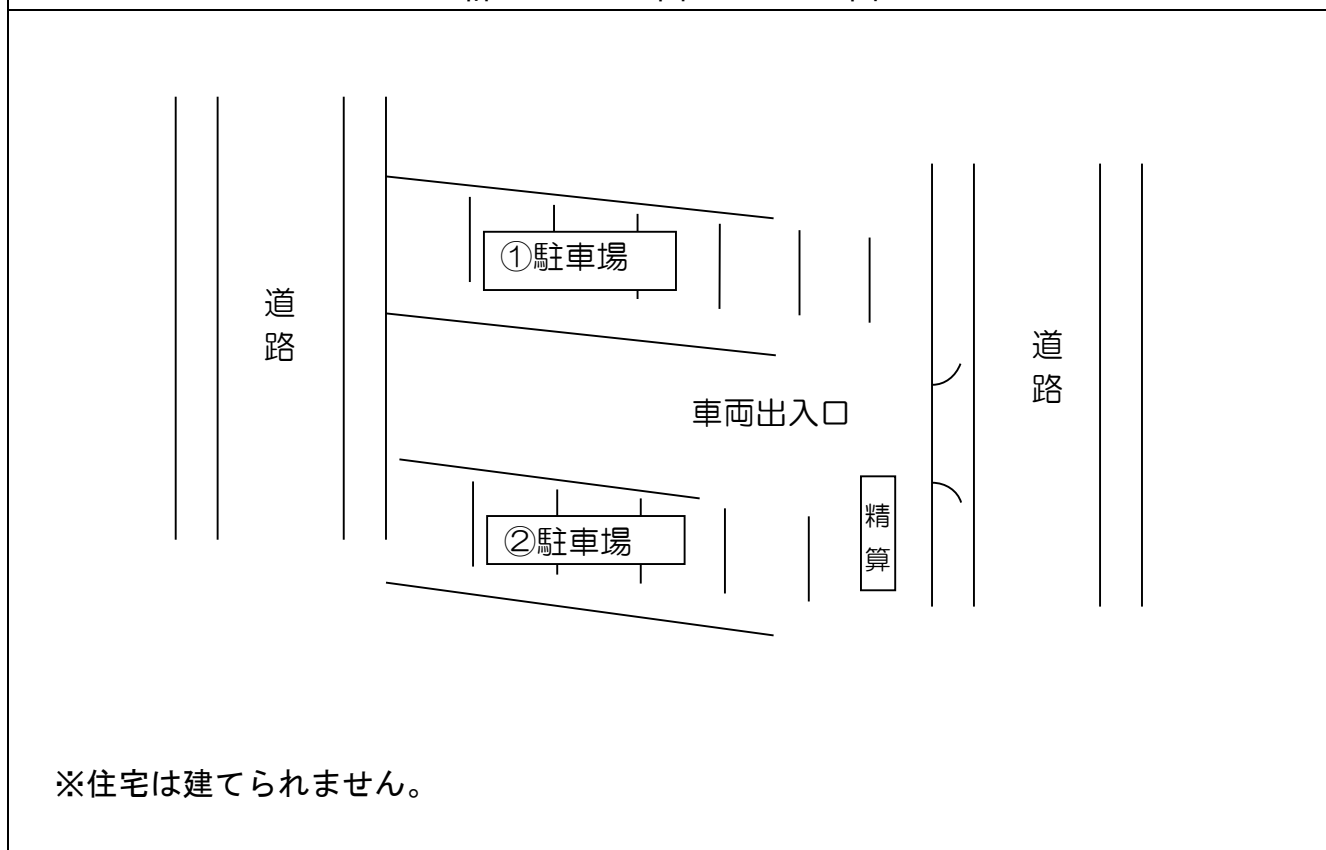 ①駐車場
道路
道路
車両出入口
精算
②駐車場
※住宅は建てられません。